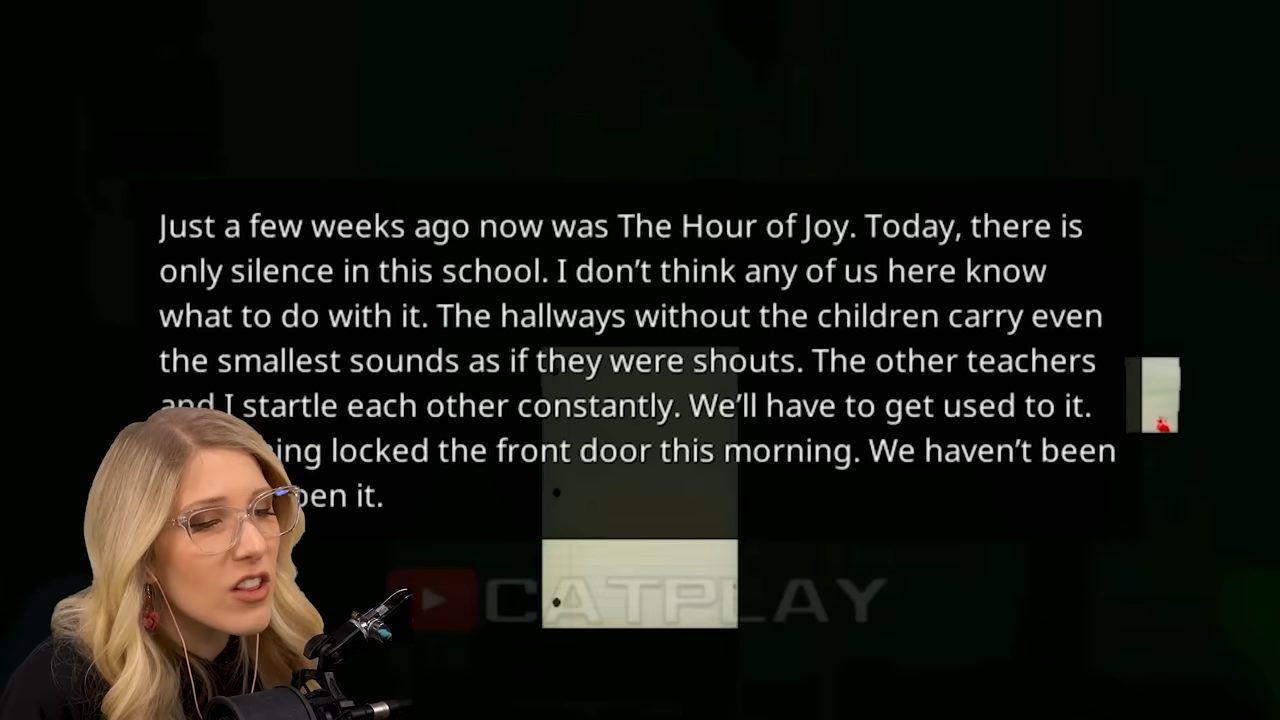 Just a few weeks ago now was The Hour of Joy. Today, there is
only silence in this school. I don’t think any of us here know
what to do with it. The hallways without the children carry even
the smallest sounds as if they were shouts. The other teachers
and I startle each other constantly. We’ll have to get used to it.
locked the front door this morning. We haven’t been
it.
CATPLAY